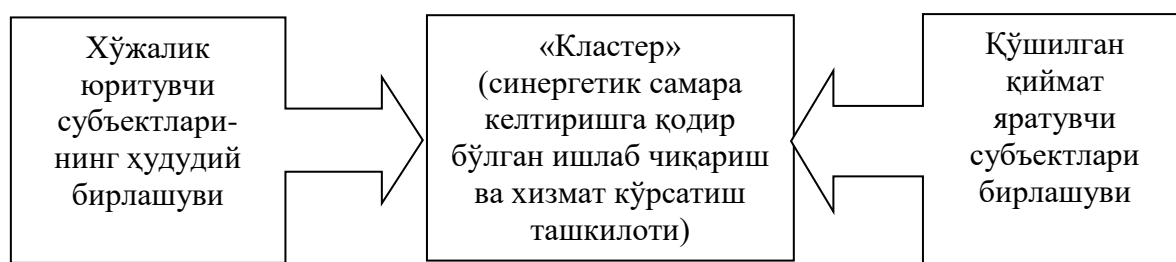 Хўжалик
юритувчи
субъектлари-
нинг ҳудудий
бирлашуви
«Кластер»
(синергетик самара
келтиришга қодир
бўлган ишлаб чиқариш
ва хизмат кўрсатиш
ташкилоти)
Қўшилган
қиймат
яратувчи
субъектлари
бирлашуви